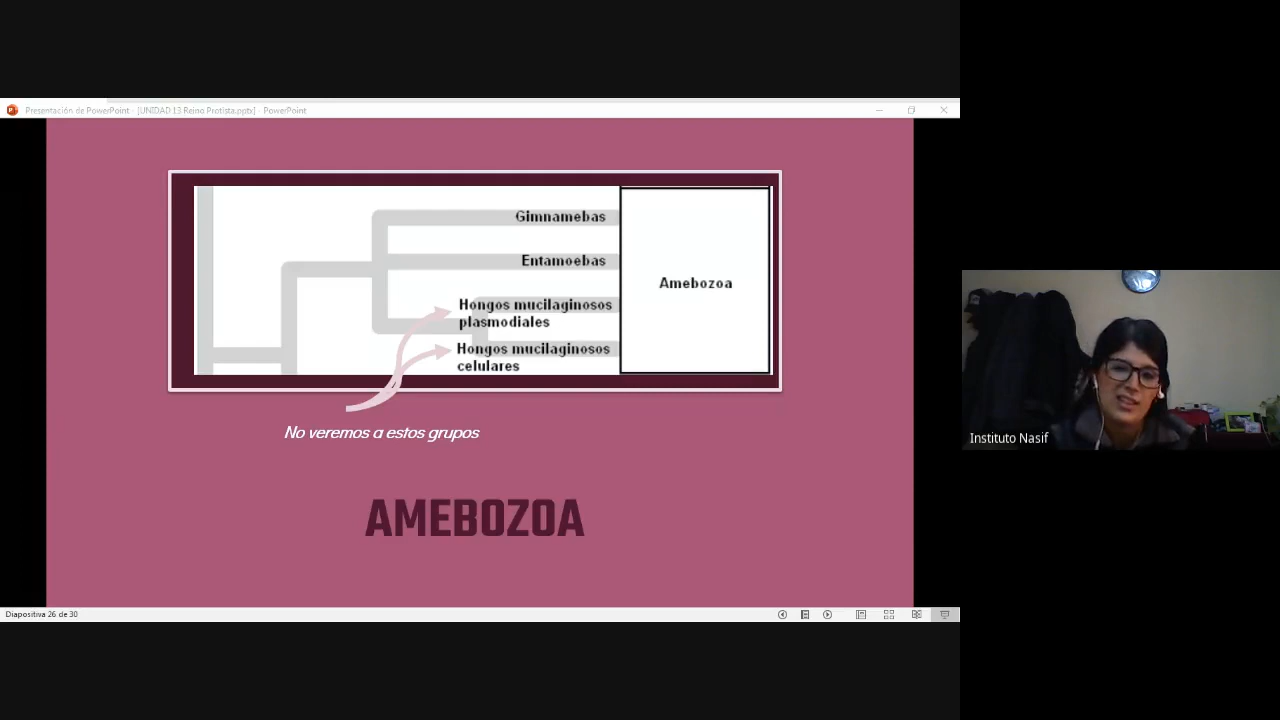 Presentación de PowerPoint - [UNIDAD 13 Reino Protista.pptx] - PowerPoint
Gimnamebas
Entamoebas
Hongos mucilaginosos
plasmodiales
Hongos mucilaginosos
celulares
Amebozoa
No veremos a estos grupos
AMEBOZOA
Diapositiva 26 de 30
Instituto Nasif